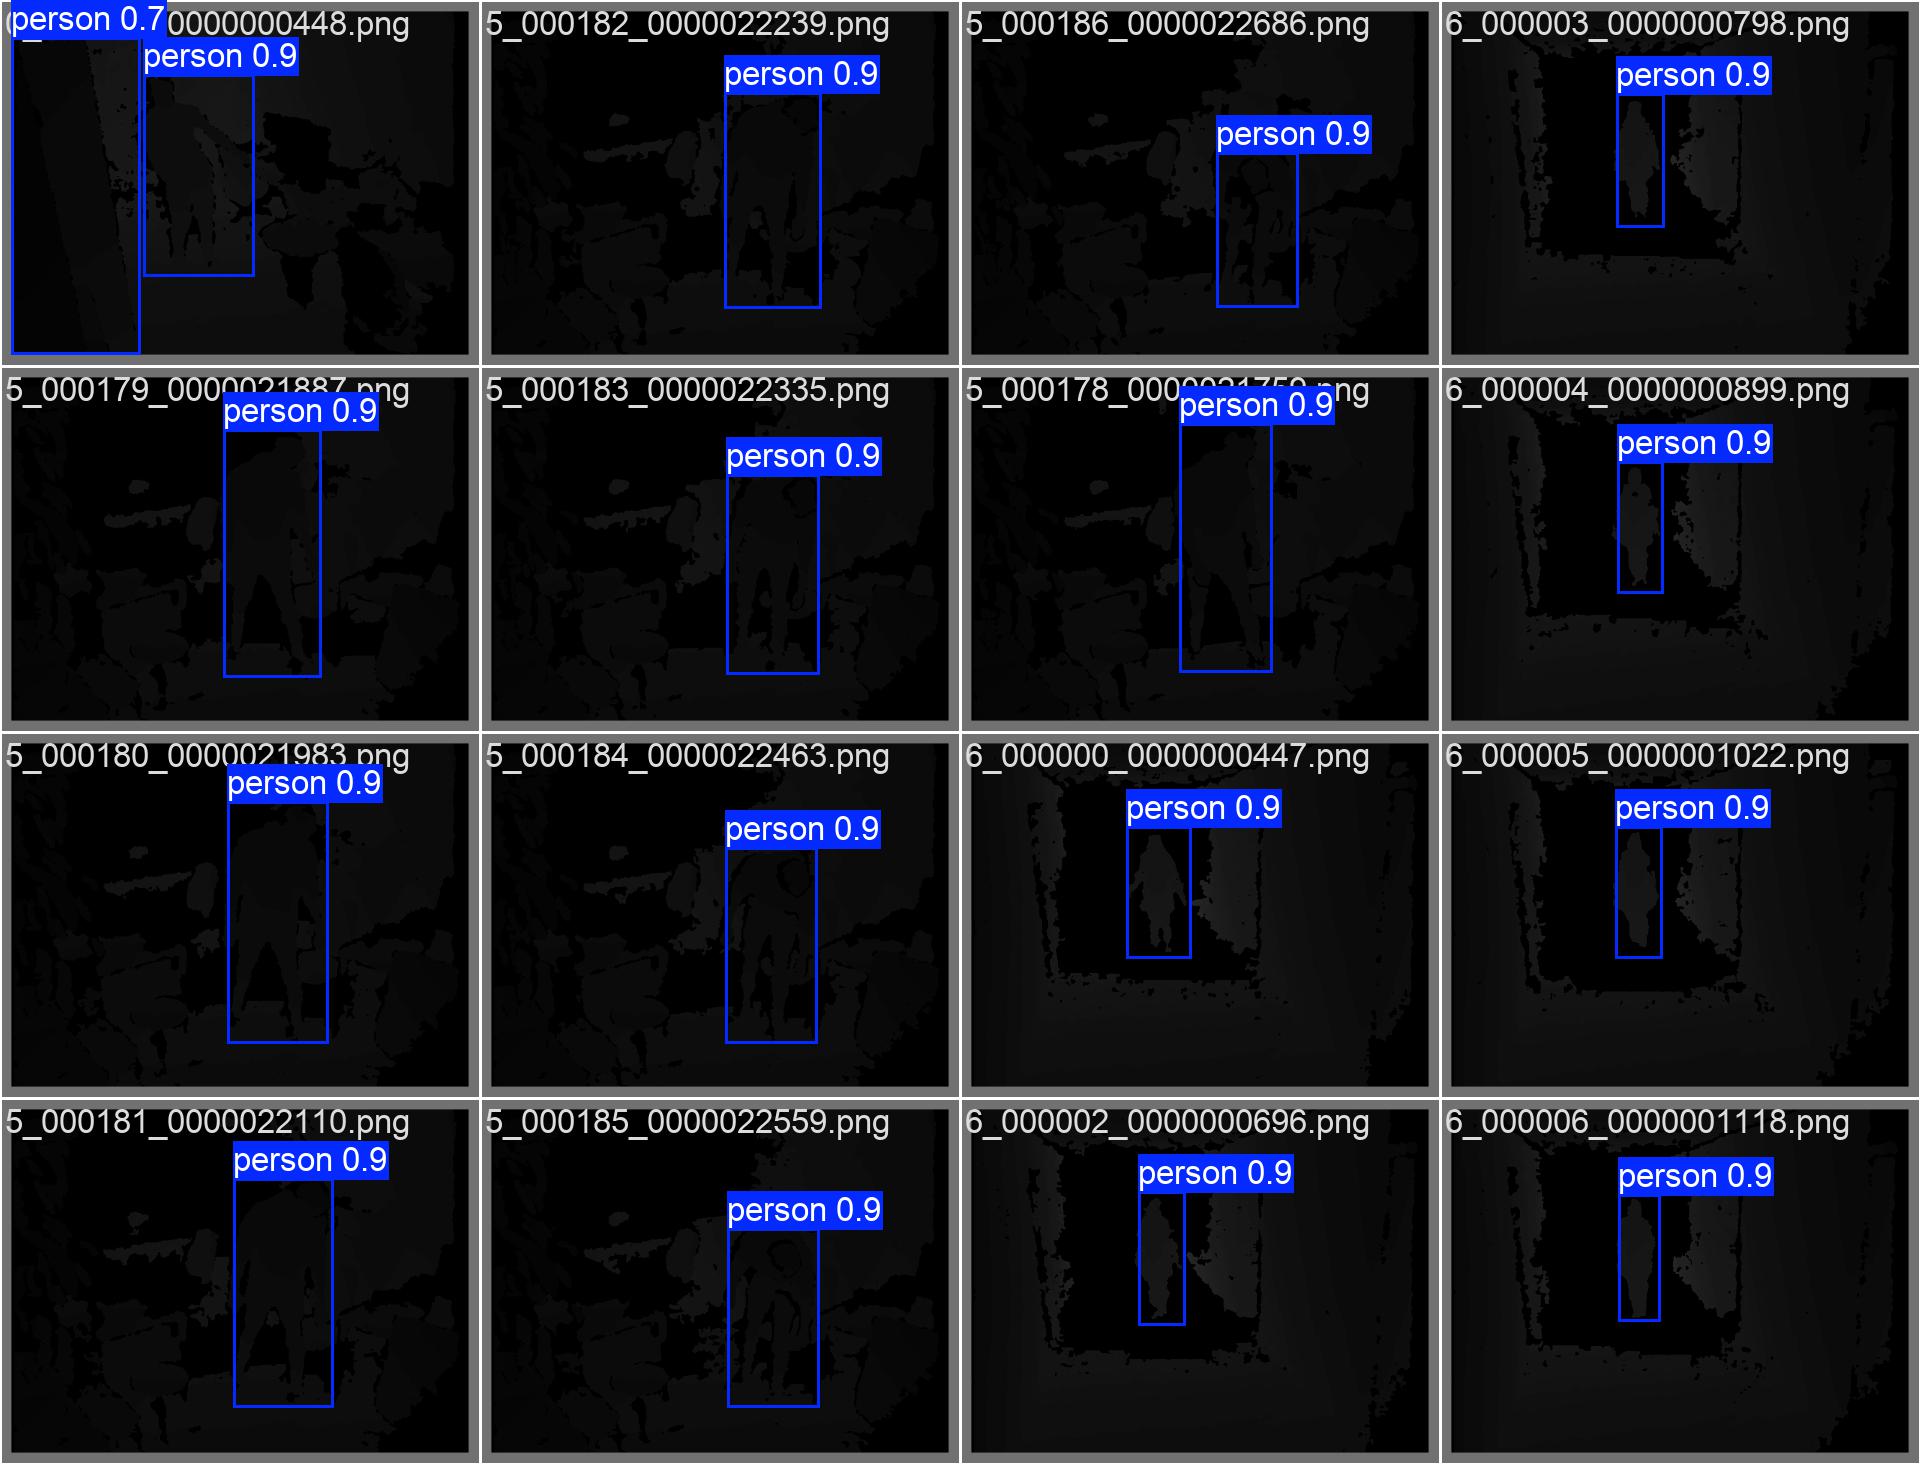 person 0.7
0000000448.png
person 0.9
5_000182_0000022239.png
person 0.9
5_000186_0000022686.png
person 0.9
6_000003_0000000798.png
person 0.9
5_000179_0000021887.png
person 0.9
5_000183_0000022335.png
person 0.9
person 0.9
6_000004_0000000899.png
person 0.9
5_000180_0000021983.png
person 0.9
5_000184_0000022463.png
person 0.9
6_000000_0000000447.png
person 0.9
6_000005_0000001022.png
person 0.9
5_000181_0000022110.png
person 0.9
5_000185_0000022559.png
person 0.9
6_000002_0000000696.png
person 0.9
6_000006_0000001118.png
person 0.9